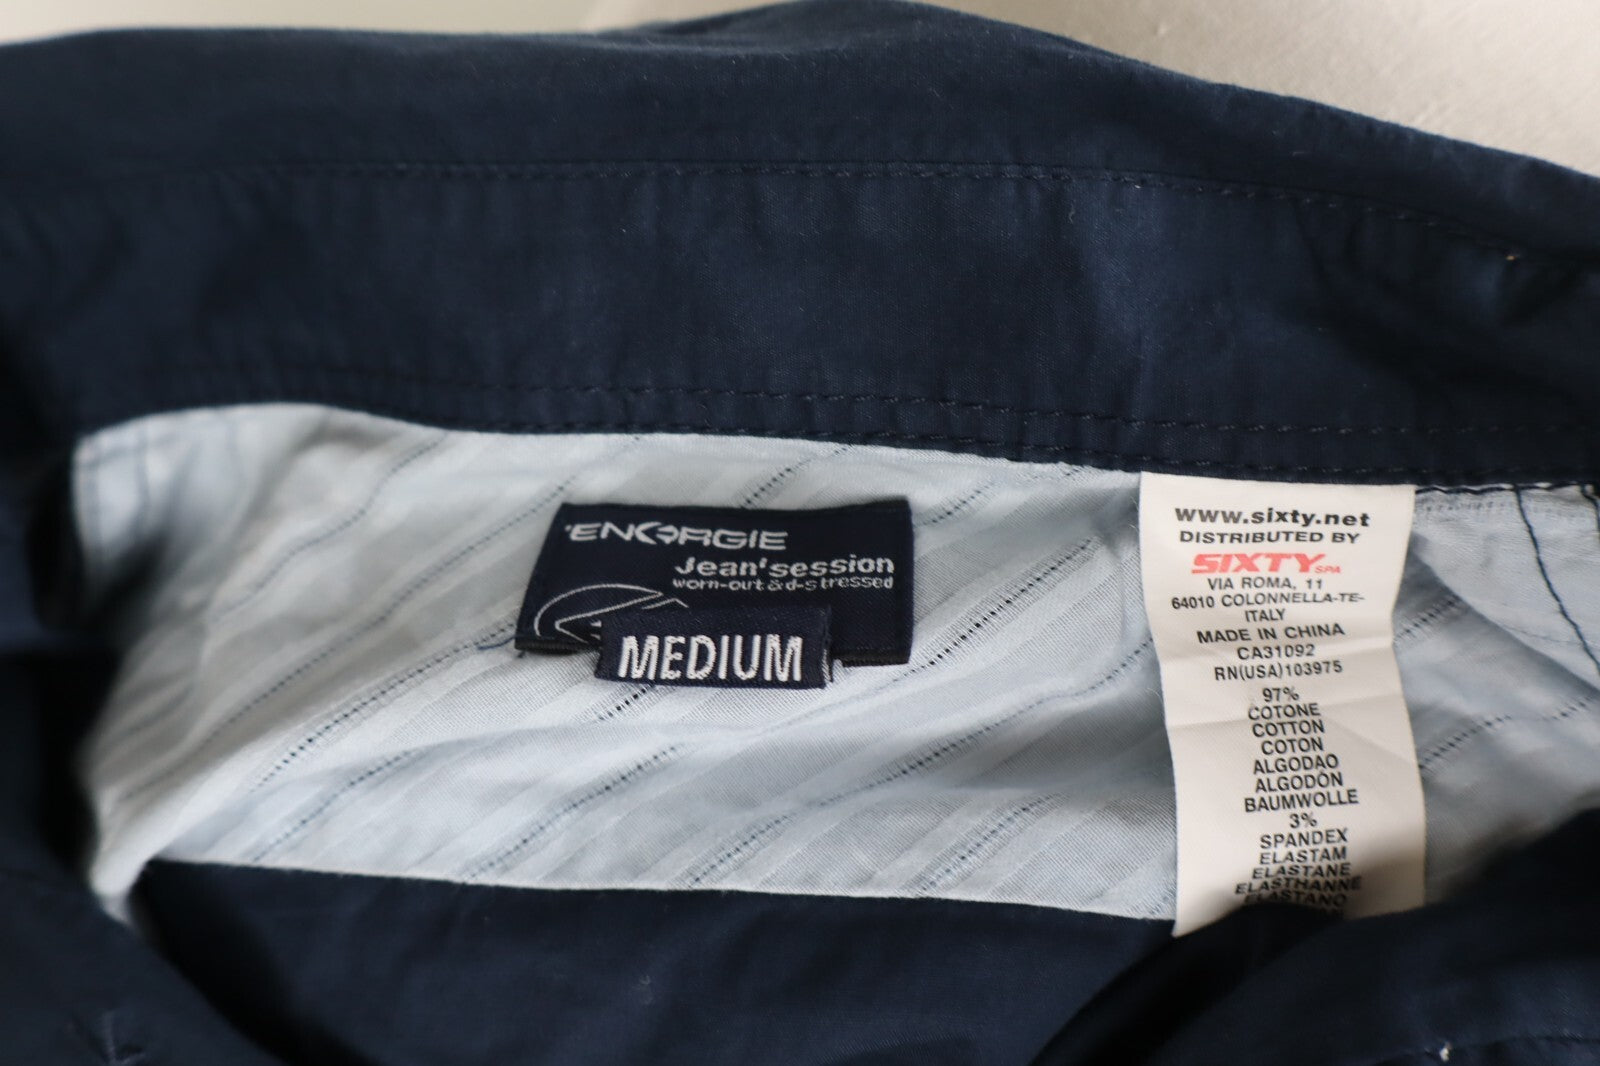 'ENERGIE
Jean'session
worn-out & d-stressed
MEDIUM
www.sixty.net
DISTRIBUTED BY
SIXTY SPA
VIA ROMA, 11
64010 COLONNELLA-TE-
ITALY
MADE IN CHINA
CA31092
RN(USA)103975
97%
COTONE
COTTON
COTON
ALGODAO
ALGODÓN
BAUMWOLLE
3%
SPANDEX
ELASTAM
ELASTANE
ELASTHANNE
ELASTANO